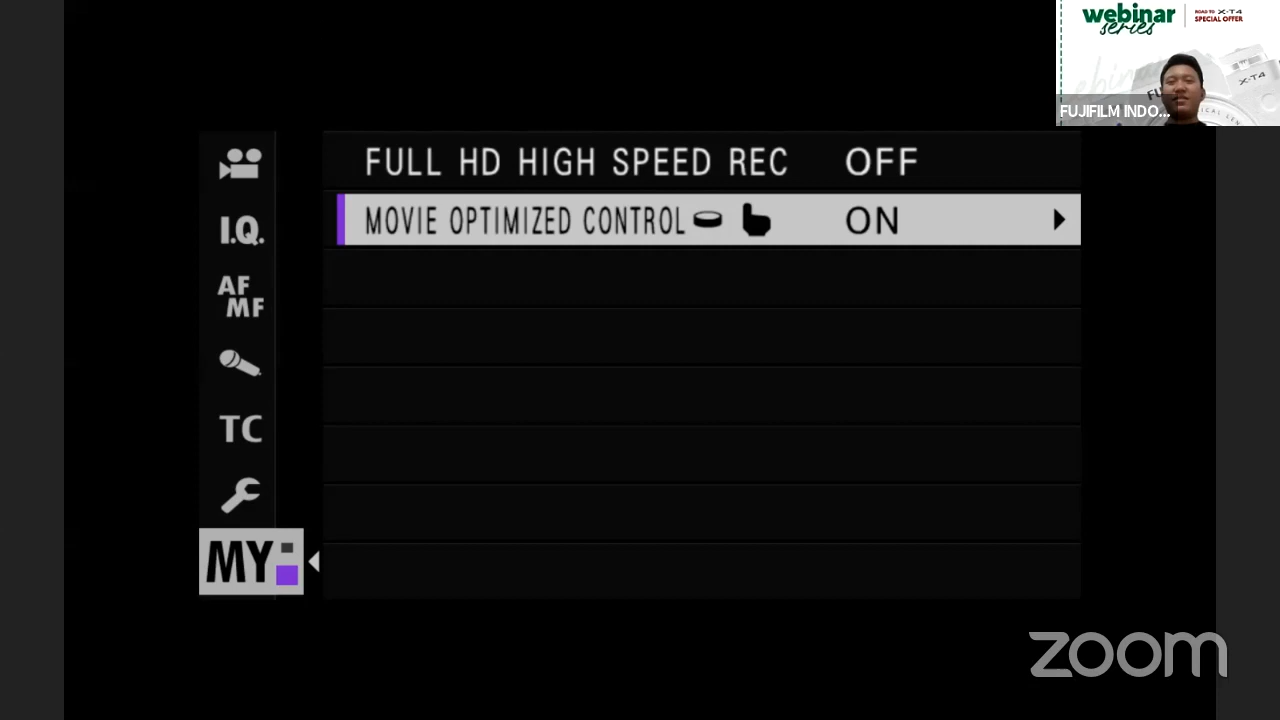 webinar
series
ROAD TO X-T4
SPECIAL OFFER
X-T4
FUJIFILM INDO...
FULL HD HIGH SPEED REC OFF
MOVIE OPTIMIZED CONTROL ON
I.Q.
AF
MF
TC
MY
zoom